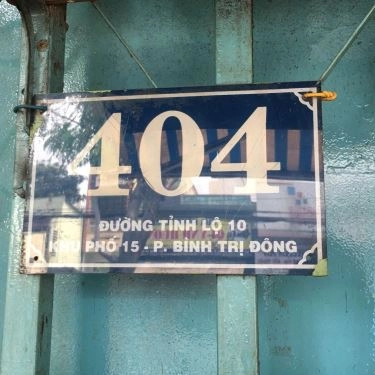 404
ĐƯỜNG TỈNH LỘ 10
KHU PHỐ 15 - P. BÌNH TRỊ ĐÔNG